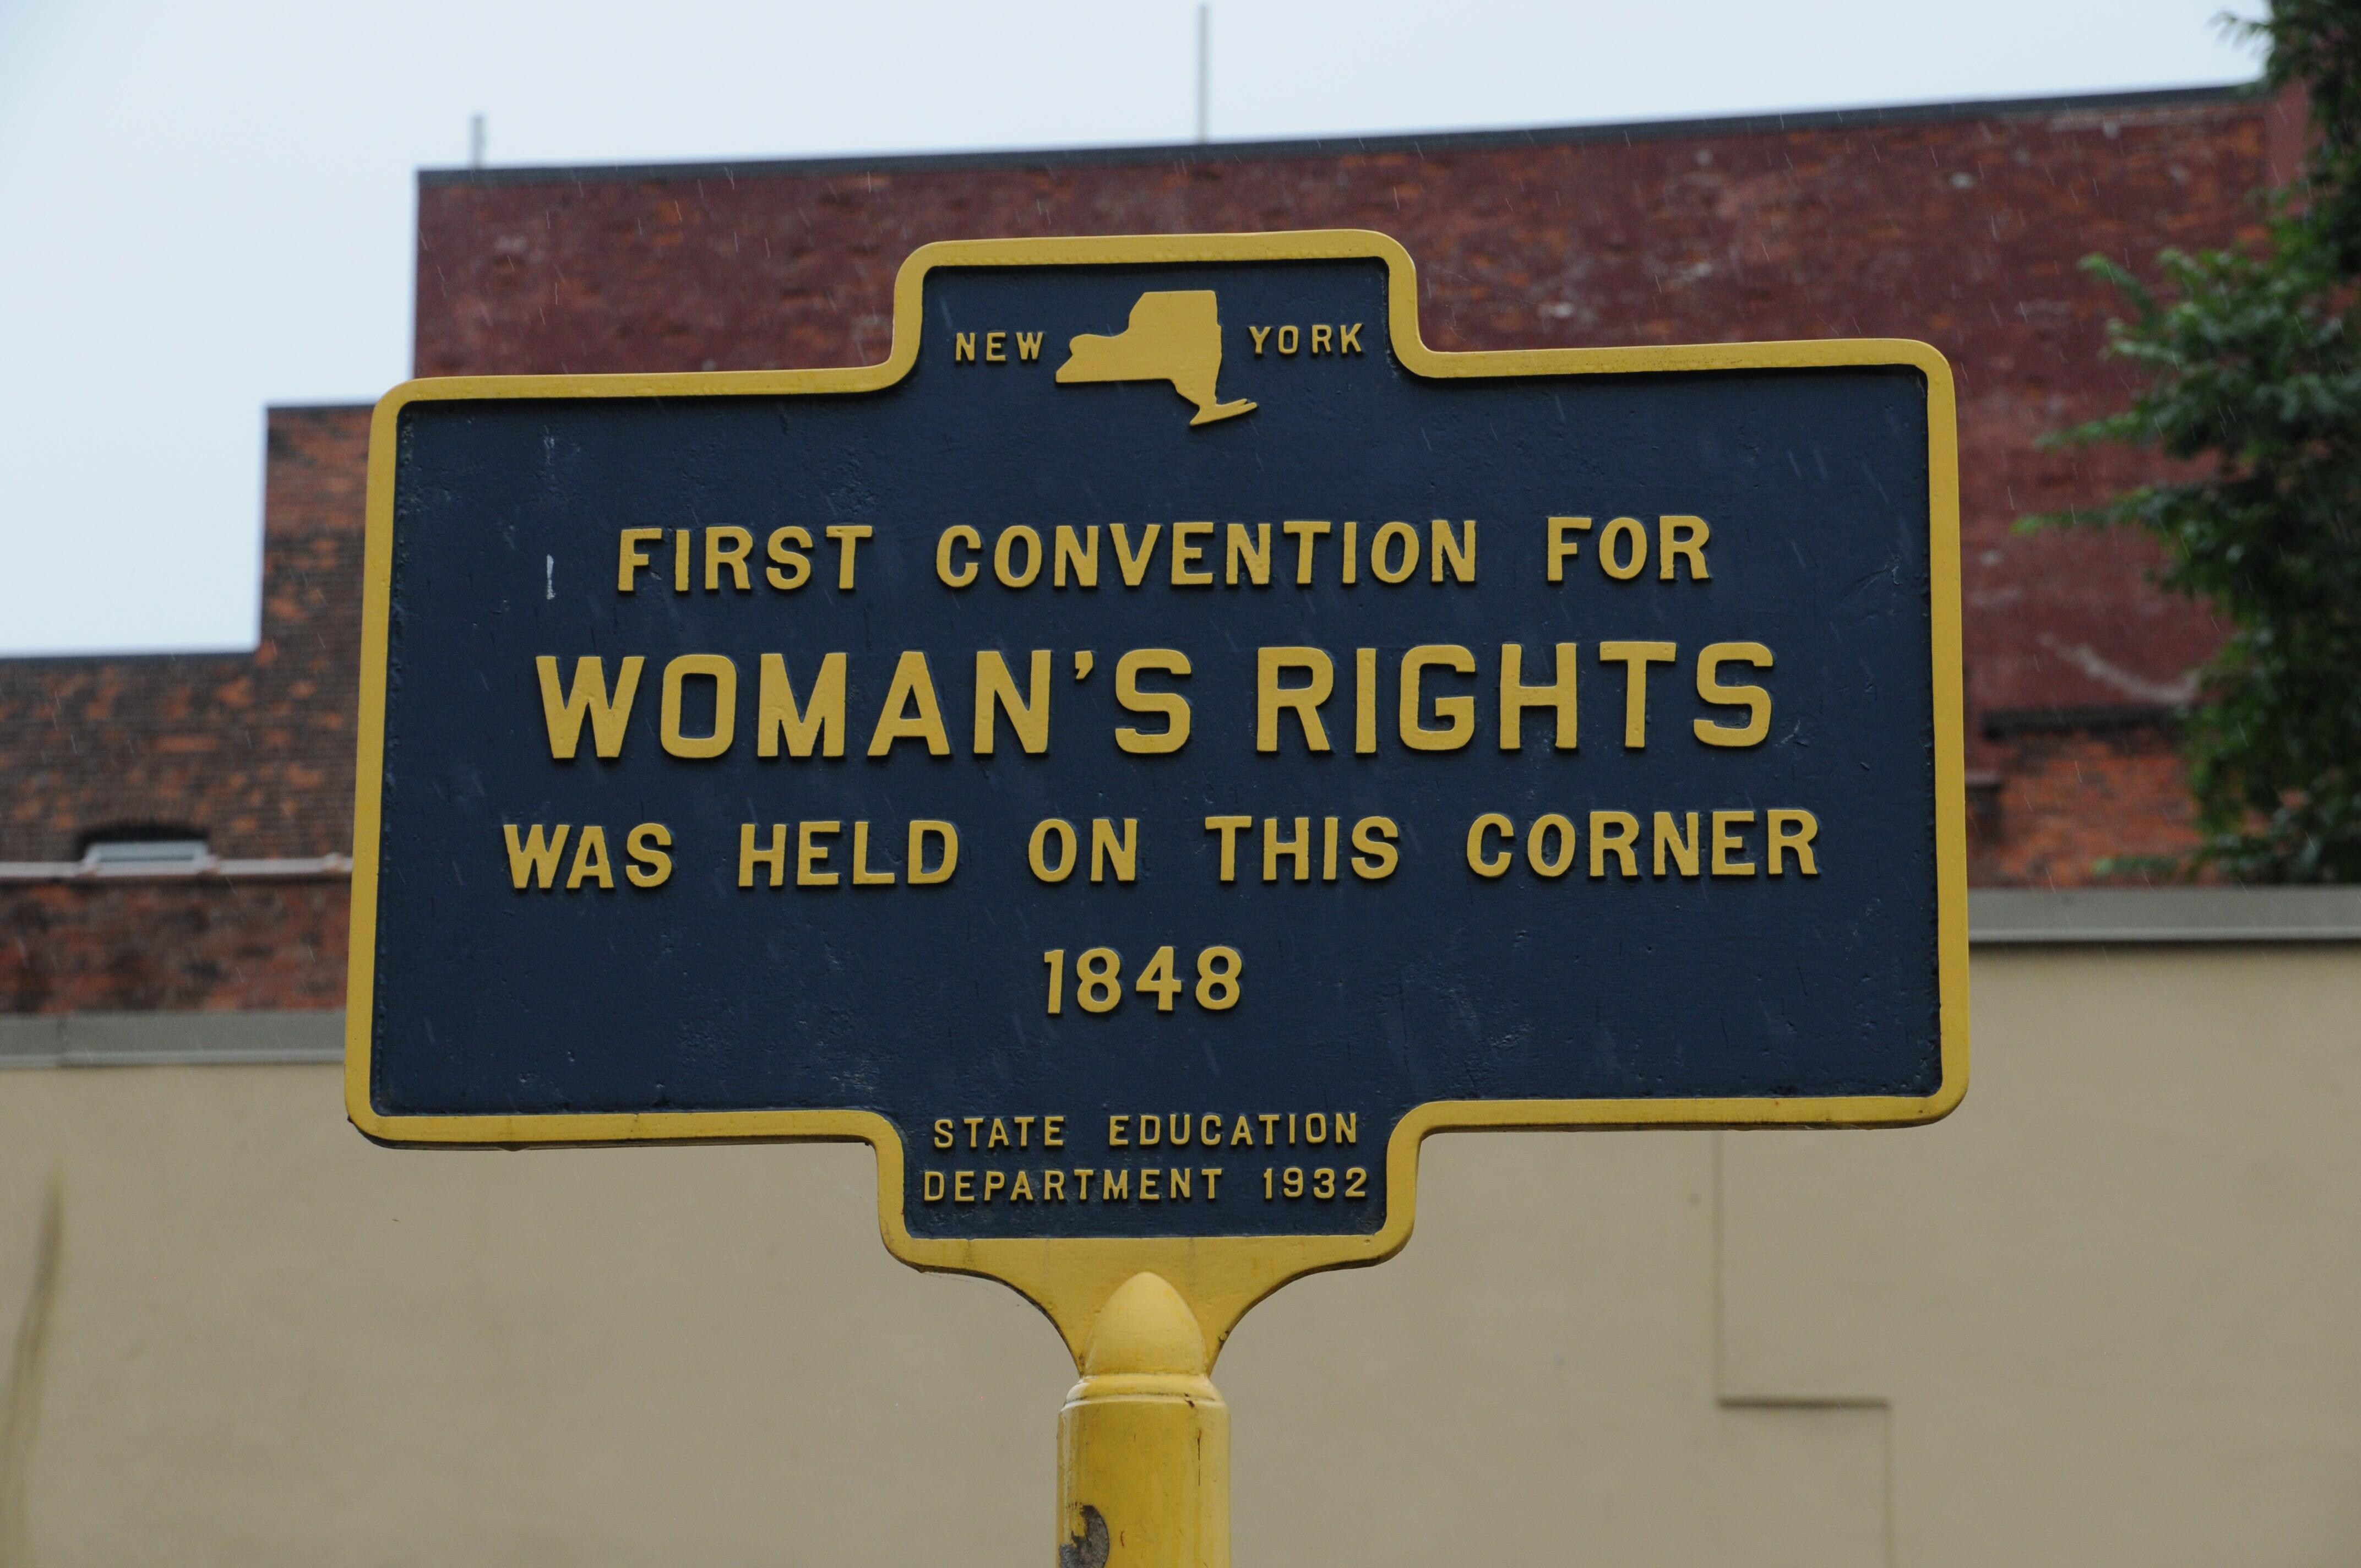 NEW YORK
FIRST CONVENTION FOR
WOMAN'S RIGHTS
WAS HELD ON THIS CORNER
1848
STATE EDUCATION
DEPARTMENT 1932